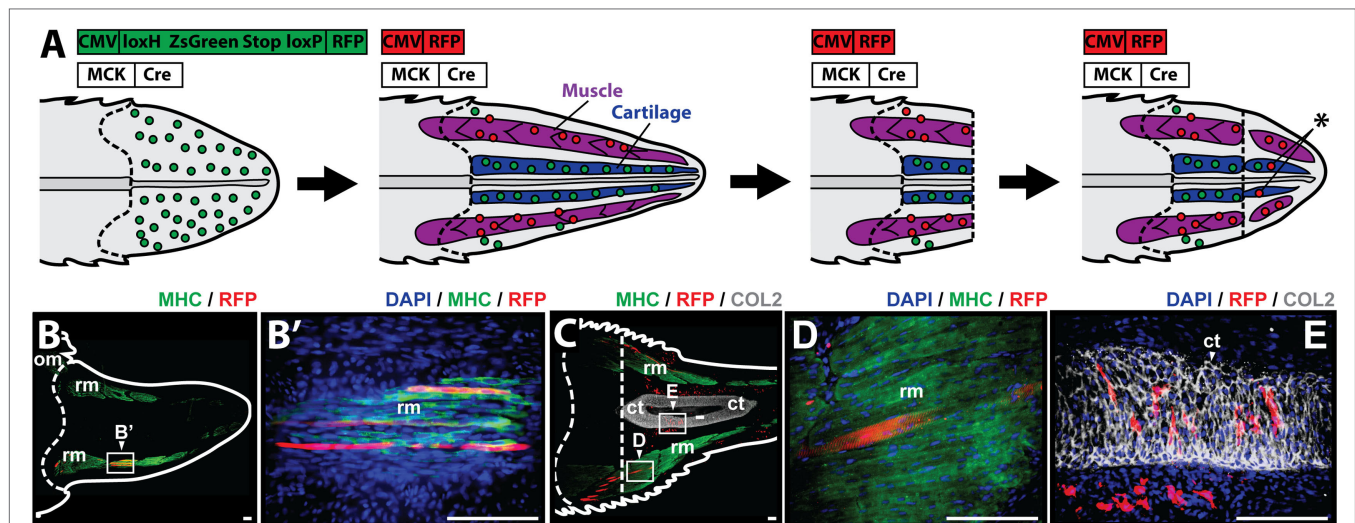 A
CMV loxH ZsGreen Stop loxP RFP
MCK Cre
CMV RFP
MCK Cre
Muscle
Cartilage
CMV RFP
MCK Cre
CMV RFP
MCK Cre
*
MHC / RFP
DAPI / MHC / RFP
MHC / RFP / COL2
DAPI / MHC / RFP
DAPI / RFP / COL2
B
om
rm
B’
rm
B’
rm
C
rm
E
ct
ct
D
rm
D
rm
ct
E